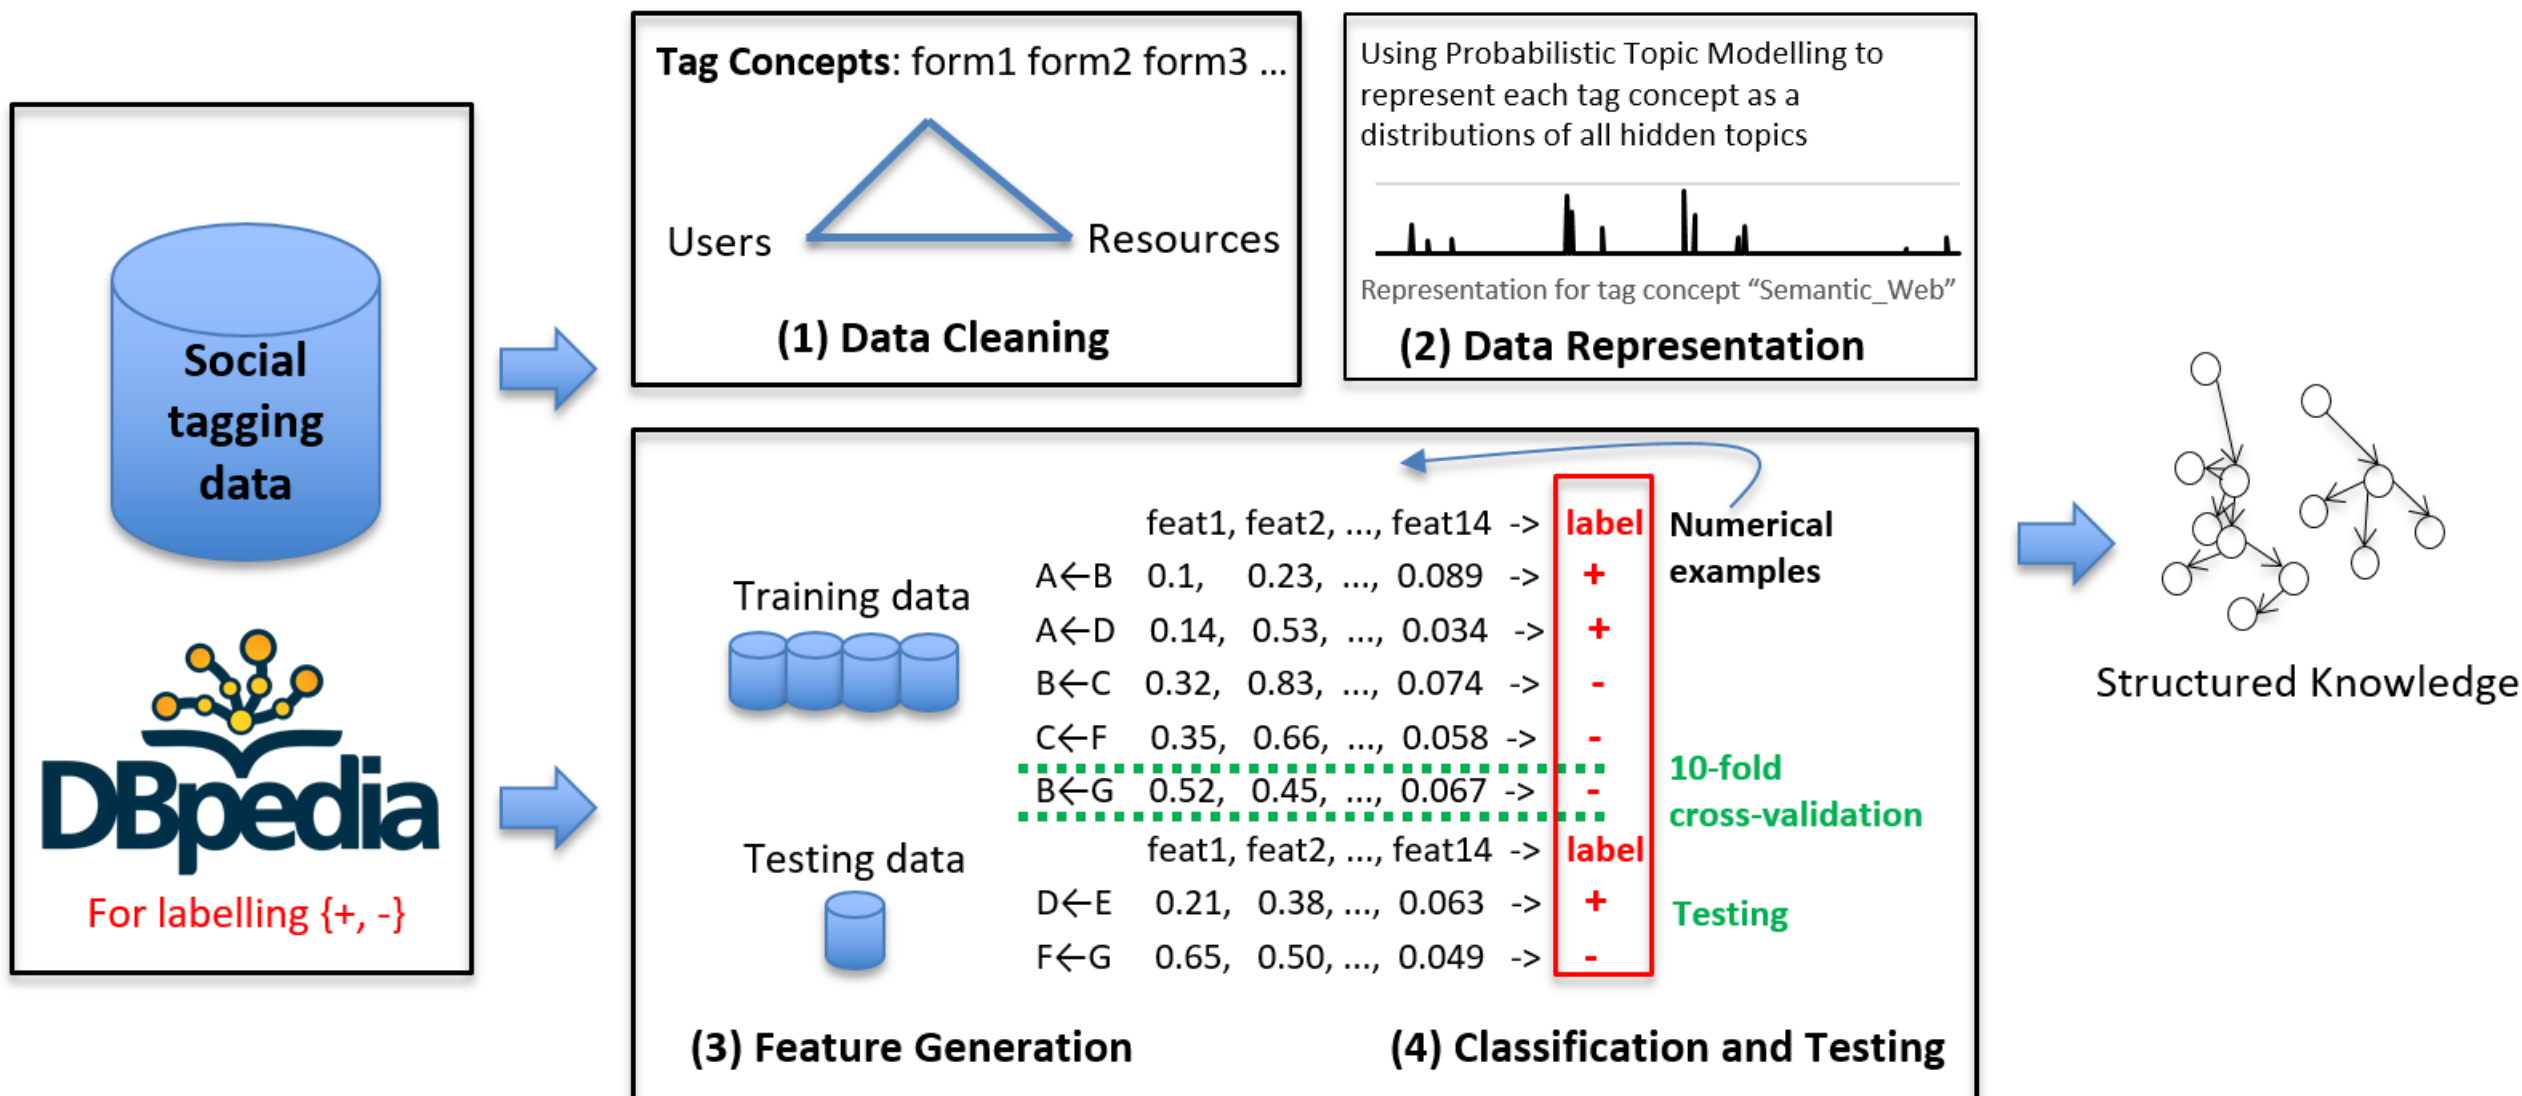 Social
tagging
data
DBpedia
For labelling {+, -}
Tag Concepts: form1 form2 form3 ...
Users
Resources
(1) Data Cleaning
Using Probabilistic Topic Modelling to
represent each tag concept as a
distributions of all hidden topics
Representation for tag concept “Semantic_Web”
(2) Data Representation
Training data
Testing data
feat1, feat2, ..., feat14 -> label
A←B 0.1, 0.23, ..., 0.089 -> +
A←D 0.14, 0.53, ..., 0.034 -> +
B←C 0.32, 0.83, ..., 0.074 -> -
C←F 0.35, 0.66, ..., 0.058 -> -
B←G 0.52, 0.45, ..., 0.067 -> -
feat1, feat2, ..., feat14 -> label
D←E 0.21, 0.38, ..., 0.063 -> +
F←G 0.65, 0.50, ..., 0.049 -> -
Numerical
examples
10-fold
cross-validation
Testing
(3) Feature Generation
(4) Classification and Testing
Structured Knowledge